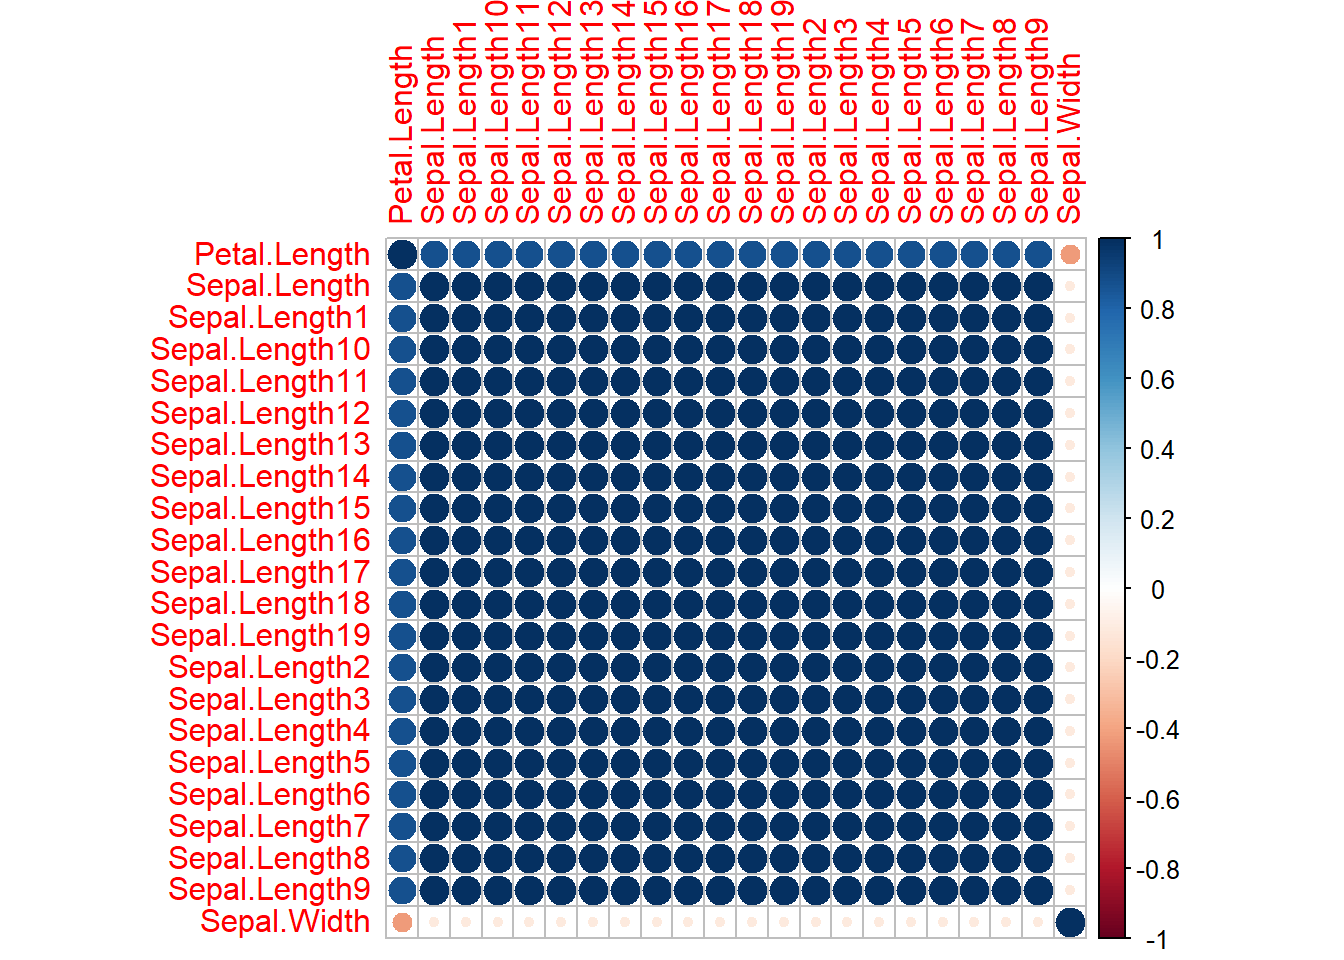 Petal.Length
Sepal.Length
Sepal.Length1
Sepal.Length10
Sepal.Length11
Sepal.Length12
Sepal.Length13
Sepal.Length14
Sepal.Length15
Sepal.Length16
Sepal.Length17
Sepal.Length18
Sepal.Length19
Sepal.Length2
Sepal.Length3
Sepal.Length4
Sepal.Length5
Sepal.Length6
Sepal.Length7
Sepal.Length8
Sepal.Length9
Sepal.Width
Petal.Length
Sepal.Length
Sepal.Length1
Sepal.Length10
Sepal.Length11
Sepal.Length12
Sepal.Length13
Sepal.Length14
Sepal.Length15
Sepal.Length16
Sepal.Length17
Sepal.Length18
Sepal.Length19
Sepal.Length2
Sepal.Length3
Sepal.Length4
Sepal.Length5
Sepal.Length6
Sepal.Length7
Sepal.Length8
Sepal.Length9
Sepal.Width
1
0.8
0.6
0.4
0.2
0
-0.2
-0.4
-0.6
-0.8
-1